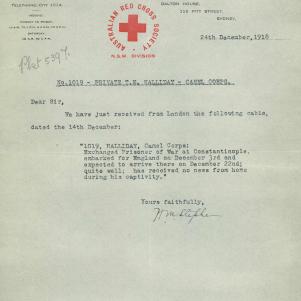 TELEPHONE: CITY
DALTON HOUSE,
115 PITT STREET,
SYDNEY.
AUSTRALIAN RED CROSS SOCIETY
N.S.W. DIVISION
24th December, 1918
No.1019 - PRIVATE T.E. HALLIDAY - CAMEL CORPS.
Dear Sir,
We have just received from London the following cable,
dated the 14th December:
"1019, HALLIDAY, Camel Corps:
Exchanged Prisoner of War at Constantinople,
embarked for England on December 3rd and
expected to arrive there on December 22nd;
quite well; has received no news from home
during his captivity."
Yours faithfully,